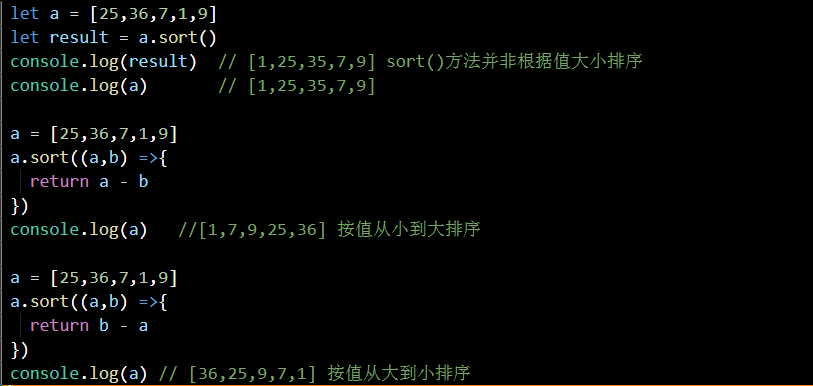 let a = [25,36,7,1,9]
let result = a.sort()
console.log(result)  // [1,25,35,7,9] sort()方法并非根据值大小排序
console.log(a)       // [1,25,35,7,9]
a = [25,36,7,1,9]
a.sort((a,b) =>{
  return a - b
})
console.log(a)   //[1,7,9,25,36] 按值从小到大排序
a = [25,36,7,1,9]
a.sort((a,b) =>{
  return b - a
})
console.log(a) // [36,25,9,7,1] 按值从大到小排序